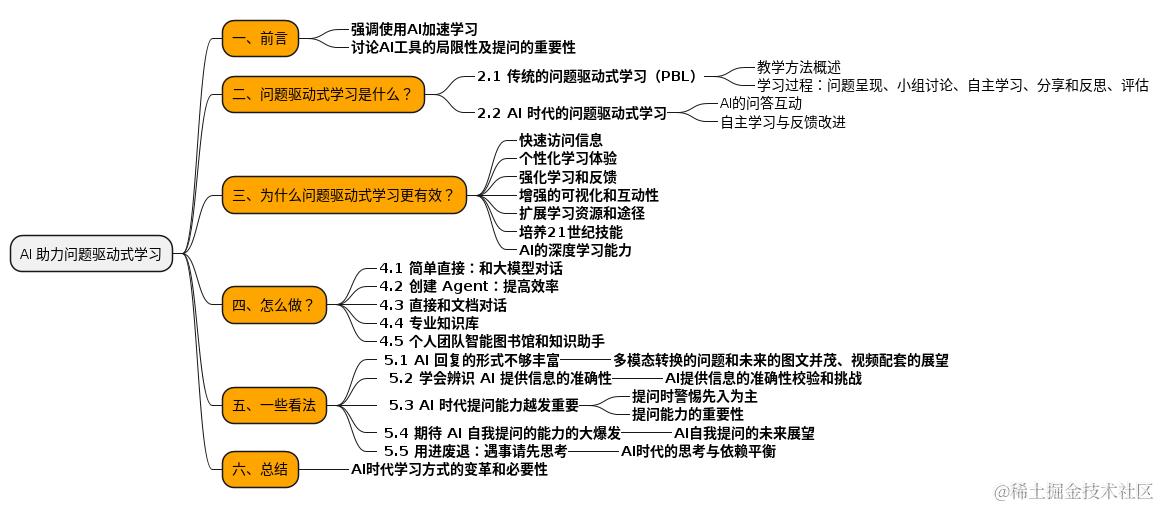 AI 助力问题驱动式学习
一、前言
强调使用AI加速学习
讨论AI工具的局限性及提问的重要性
二、问题驱动式学习是什么？
2.1 传统的问题驱动式学习（PBL）
教学方法概述
学习过程：问题呈现、小组讨论、自主学习、分享和反思、评估
2.2 AI 时代的问题驱动式学习
AI的问答互动
自主学习与反馈改进
三、为什么问题驱动式学习更有效？
快速访问信息
个性化学习体验
强化学习和反馈
增强的可视化和互动性
扩展学习资源和途径
培养21世纪技能
AI的深度学习能力
四、怎么做？
4.1 简单直接：和大模型对话
4.2 创建 Agent：提高效率
4.3 直接和文档对话
4.4 专业知识库
4.5 个人团队智能图书馆和知识助手
五、一些看法
5.1 AI 回复的形式不够丰富
多模态转换的问题和未来的图文并茂、视频配套的展望
5.2 学会辨识 AI 提供信息的准确性
AI提供信息的准确性校验和挑战
5.3 AI 时代提问能力越发重要
提问时警惕先入为主
提问能力的重要性
5.4 期待 AI 自我提问的能力的大爆发
AI自我提问的未来展望
5.5 用进废退：遇事请先思考
AI时代的思考与依赖平衡
六、总结
AI时代学习方式的变革和必要性
@稀土掘金技术社区